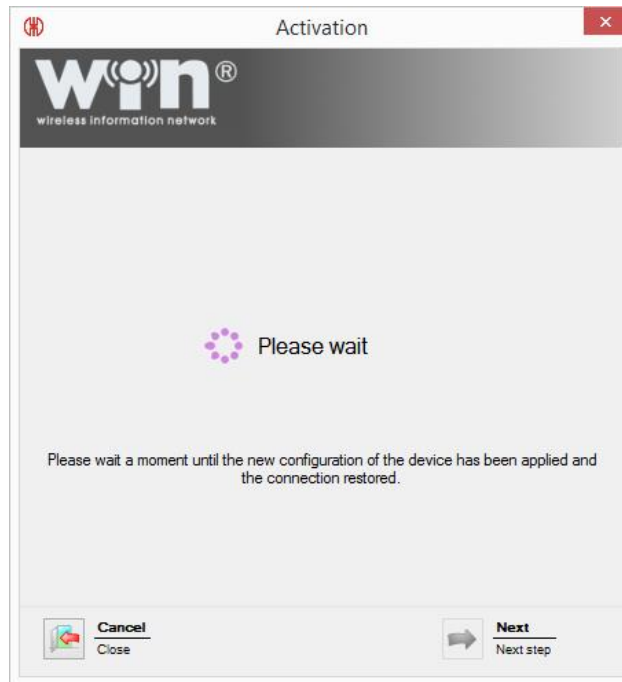 Activation
WIN®
wireless information network
Please wait
Please wait a moment until the new configuration of the device has been applied and
the connection restored.
Cancel
Close
Next
Next step